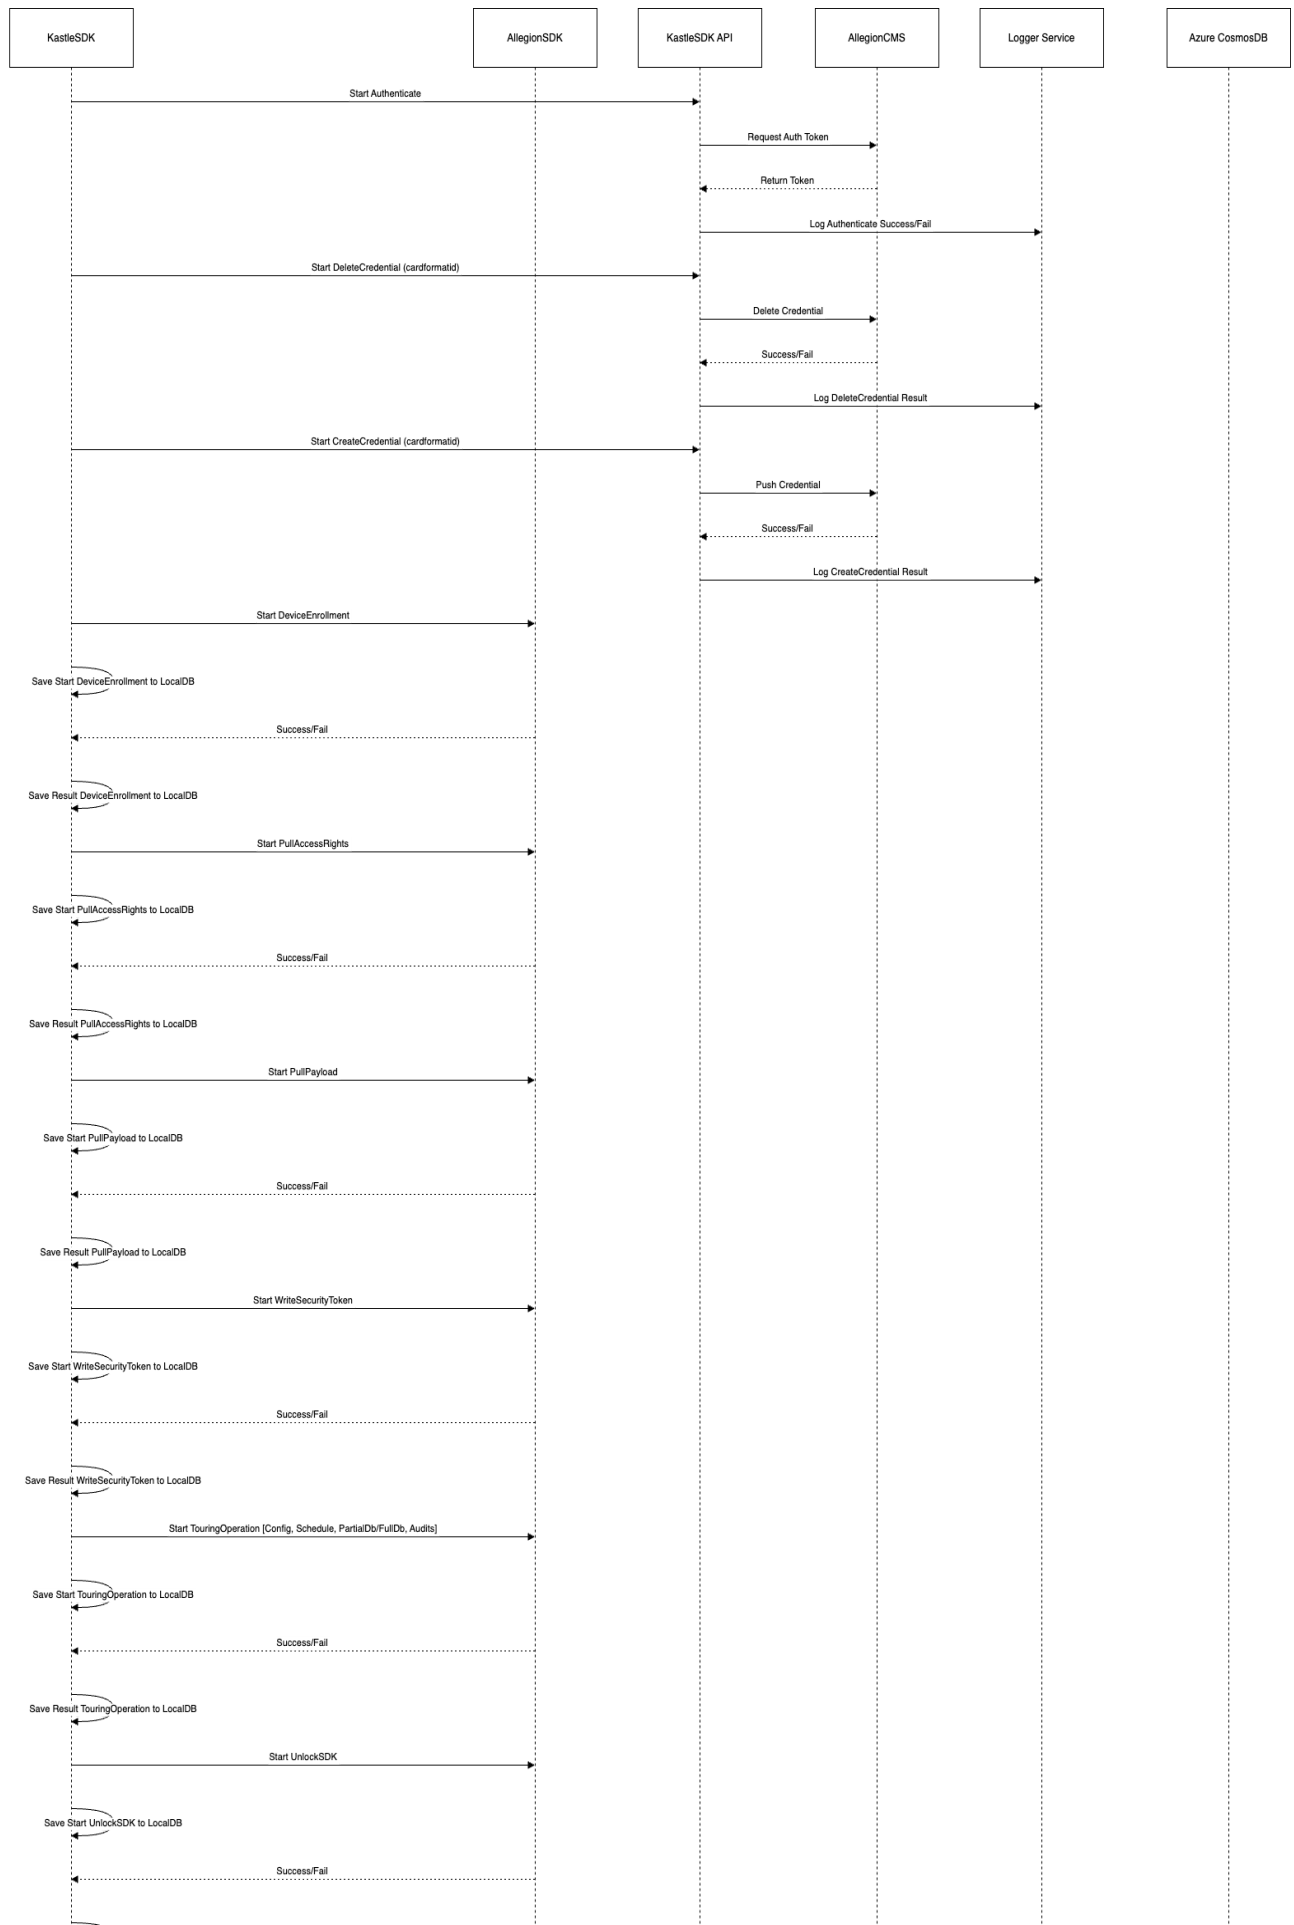 KastleSDK
AllegionSDK
KastleSDK API
AllegionCMS
Logger Service
Azure CosmosDB
Start Authenticate
Request Auth Token
Return Token
Log Authenticate Success/Fail
Start DeleteCredential (cardformatid)
Delete Credential
Success/Fail
Log DeleteCredential Result
Start CreateCredential (cardformatid)
Push Credential
Success/Fail
Log CreateCredential Result
Start DeviceEnrollment
Save Start DeviceEnrollment to LocalDB
Success/Fail
Save Result DeviceEnrollment to LocalDB
Start PullAccessRights
Save Start PullAccessRights to LocalDB
Success/Fail
Save Result PullAccessRights to LocalDB
Start PullPayload
Save Start PullPayload to LocalDB
Success/Fail
Save Result PullPayload to LocalDB
Start WriteSecurityToken
Save Start WriteSecurityToken to LocalDB
Success/Fail
Save Result WriteSecurityToken to LocalDB
Start TouringOperation [Config, Schedule, PartialDb/FullDb, Audits]
Save Start TouringOperation to LocalDB
Success/Fail
Save Result TouringOperation to LocalDB
Start UnlockSDK
Save Start UnlockSDK to LocalDB
Success/Fail